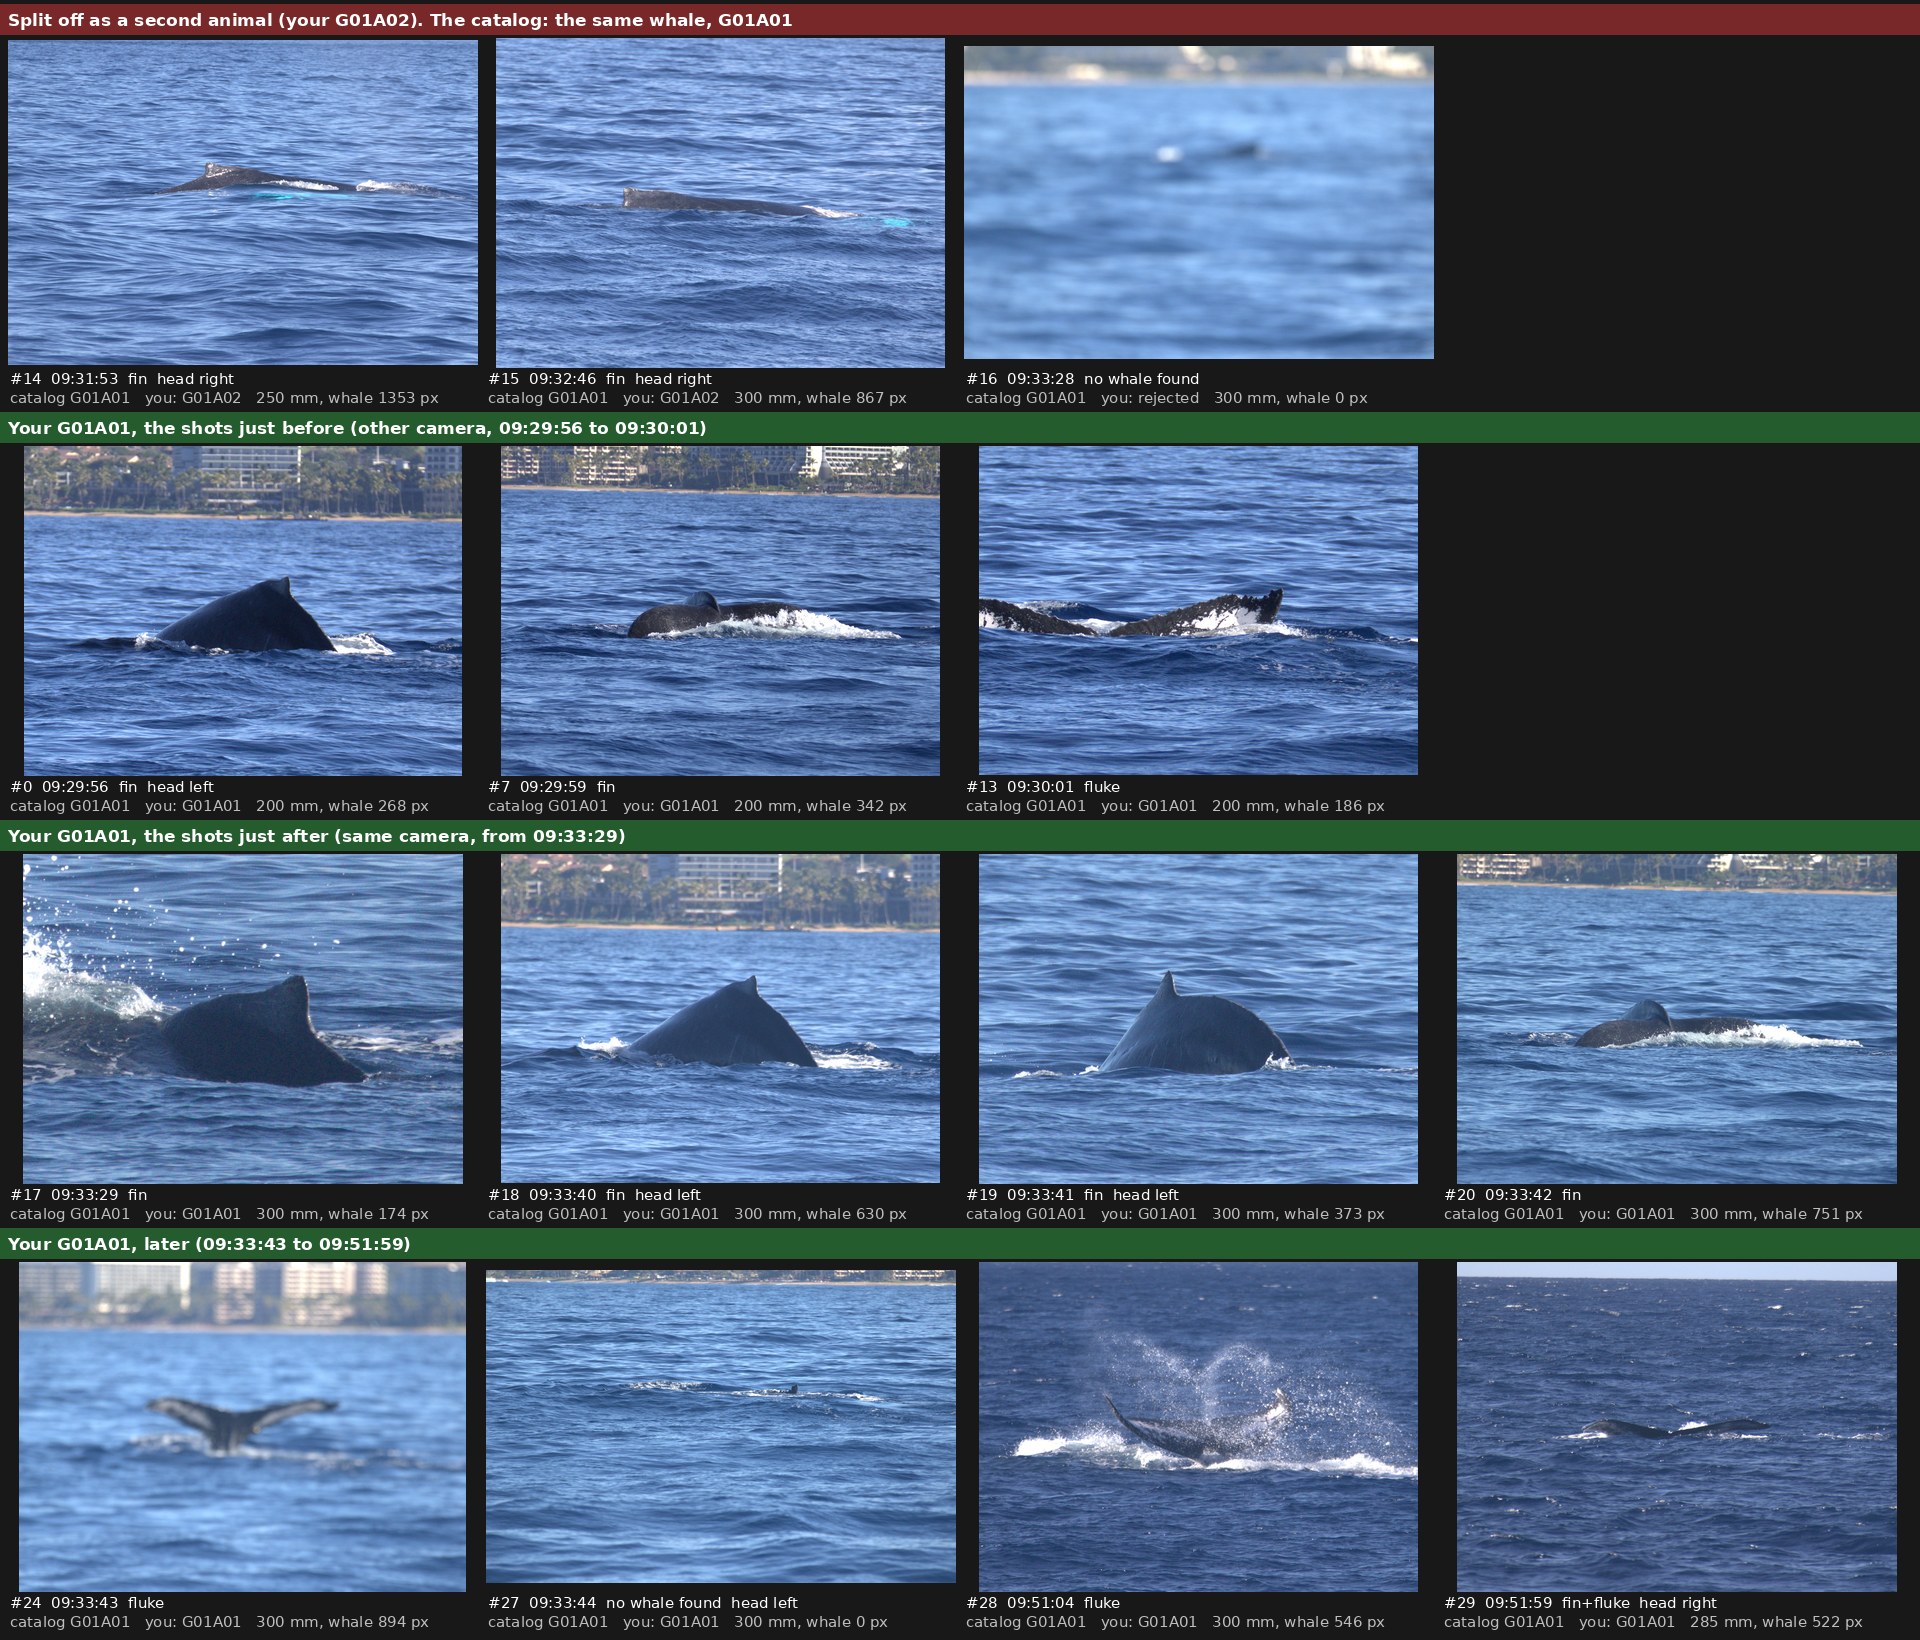 Split off as a second animal (your G01A02). The catalog: the same whale, G01A01
#14  09:31:53  fin  head right
catalog G01A01   you: G01A02   250 mm, whale 1353 px
#15  09:32:46  fin  head right
catalog G01A01   you: G01A02   300 mm, whale 867 px
#16  09:33:28  no whale found
catalog G01A01   you: rejected   300 mm, whale 0 px
Your G01A01, the shots just before (other camera, 09:29:56 to 09:30:01)
#0  09:29:56  fin  head left
catalog G01A01   you: G01A01   200 mm, whale 268 px
#7  09:29:59  fin
catalog G01A01   you: G01A01   200 mm, whale 342 px
#13  09:30:01  fluke
catalog G01A01   you: G01A01   200 mm, whale 186 px
Your G01A01, the shots just after (same camera, from 09:33:29)
#17  09:33:29  fin
catalog G01A01   you: G01A01   300 mm, whale 174 px
#18  09:33:40  fin  head left
catalog G01A01   you: G01A01   300 mm, whale 630 px
#19  09:33:41  fin  head left
catalog G01A01   you: G01A01   300 mm, whale 373 px
#20  09:33:42  fin
catalog G01A01   you: G01A01   300 mm, whale 751 px
Your G01A01, later (09:33:43 to 09:51:59)
#24  09:33:43  fluke
catalog G01A01   you: G01A01   300 mm, whale 894 px
#27  09:33:44  no whale found  head left
catalog G01A01   you: G01A01   300 mm, whale 0 px
#28  09:51:04  fluke
catalog G01A01   you: G01A01   300 mm, whale 546 px
#29  09:51:59  fin+fluke  head right
catalog G01A01   you: G01A01   285 mm, whale 522 px